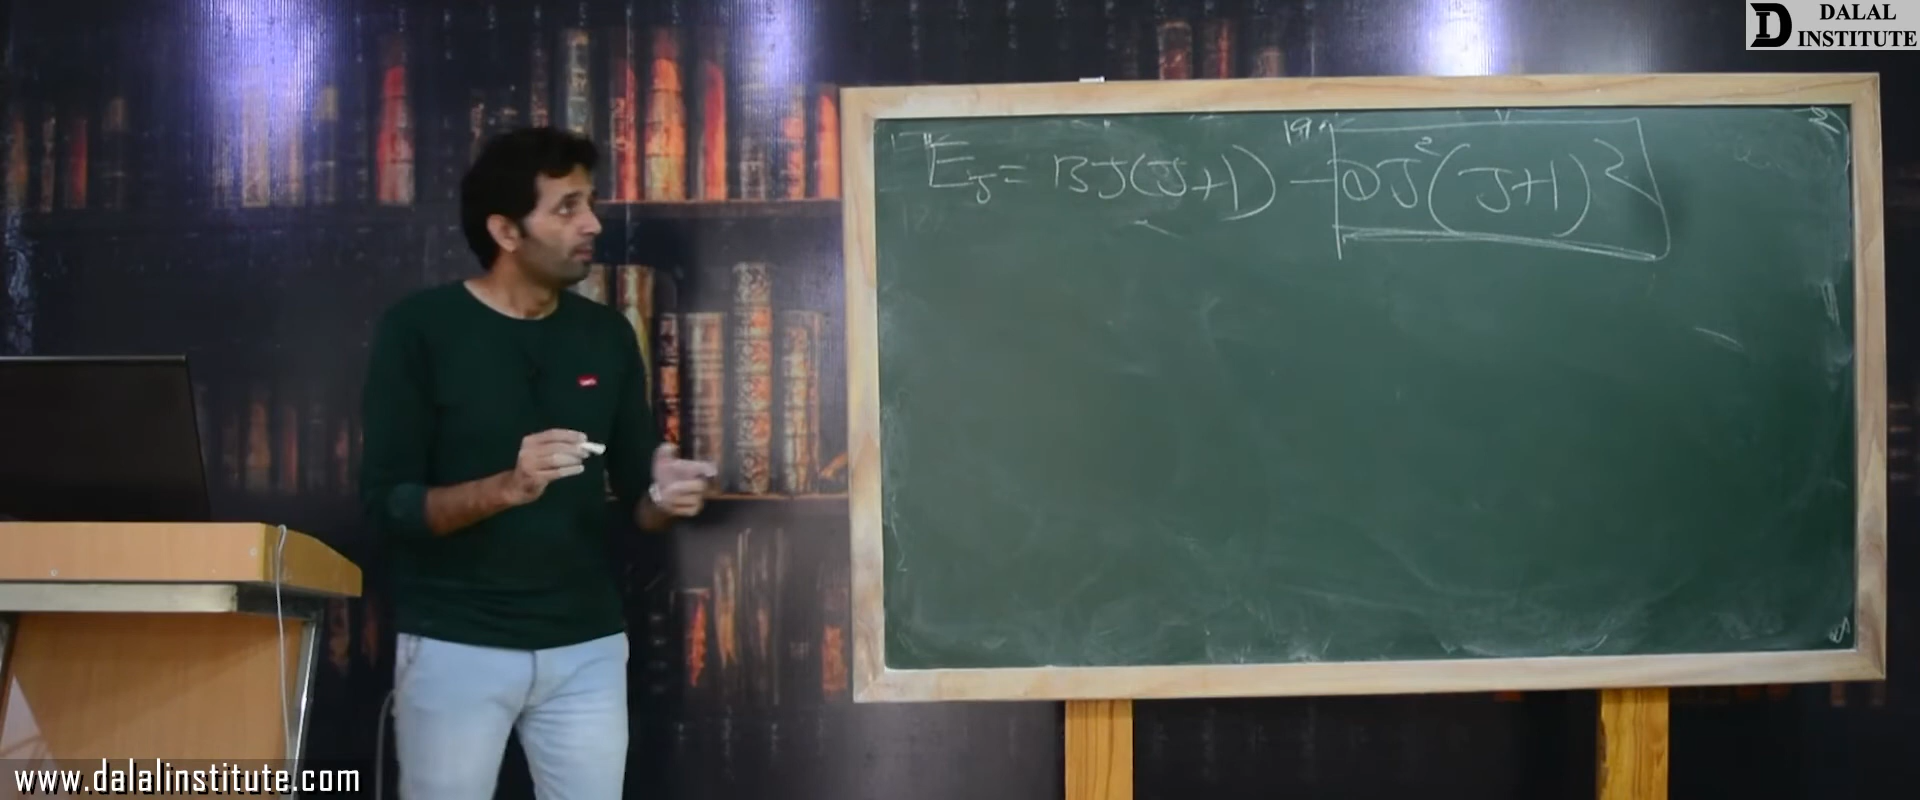 DALAL
INSTITUTE
E_J = BJ(J+1) - DJ²(J+1)²
www.dalalinstitute.com